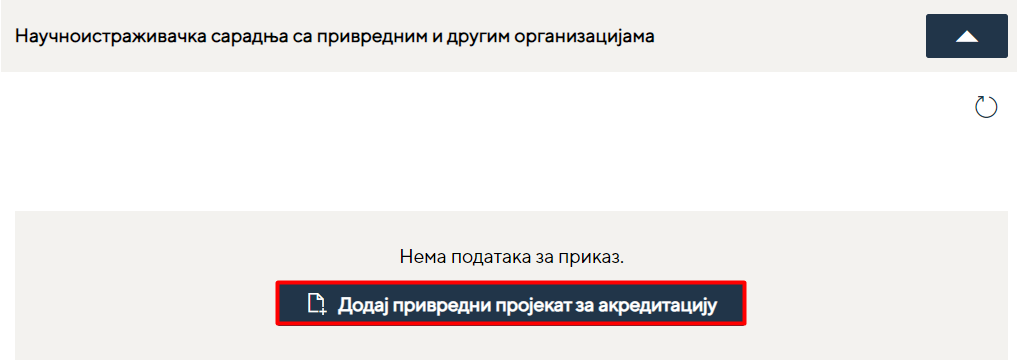 Научноистраживачка сарадња са привредним и другим организацијама
Нема података за приказ.
Додај привредни пројекат за акредитацију